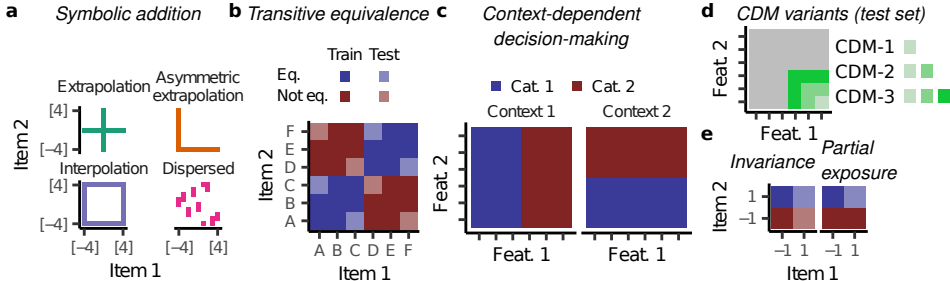 a
Symbolic addition
Extrapolation
Asymmetric
extrapolation
[4]
[−4]
Interpolation
Dispersed
[4]
[−4]
[−4]
[4]
[−4]
[4]
Item 2
Item 1
b
Transitive equivalence
Train
Test
Eq.
Not eq.
F
E
D
C
B
A
A
B
C
D
E
F
Item 2
Item 1
c
Context-dependent
decision-making
Cat. 1
Cat. 2
Context 1
Context 2
Feat. 2
Feat. 1
Feat. 1
d
CDM variants (test set)
CDM-1
CDM-2
CDM-3
Feat. 2
Feat. 1
e
Invariance
Partial
exposure
1
−1
−1
1
−1
1
Item 2
Item 1